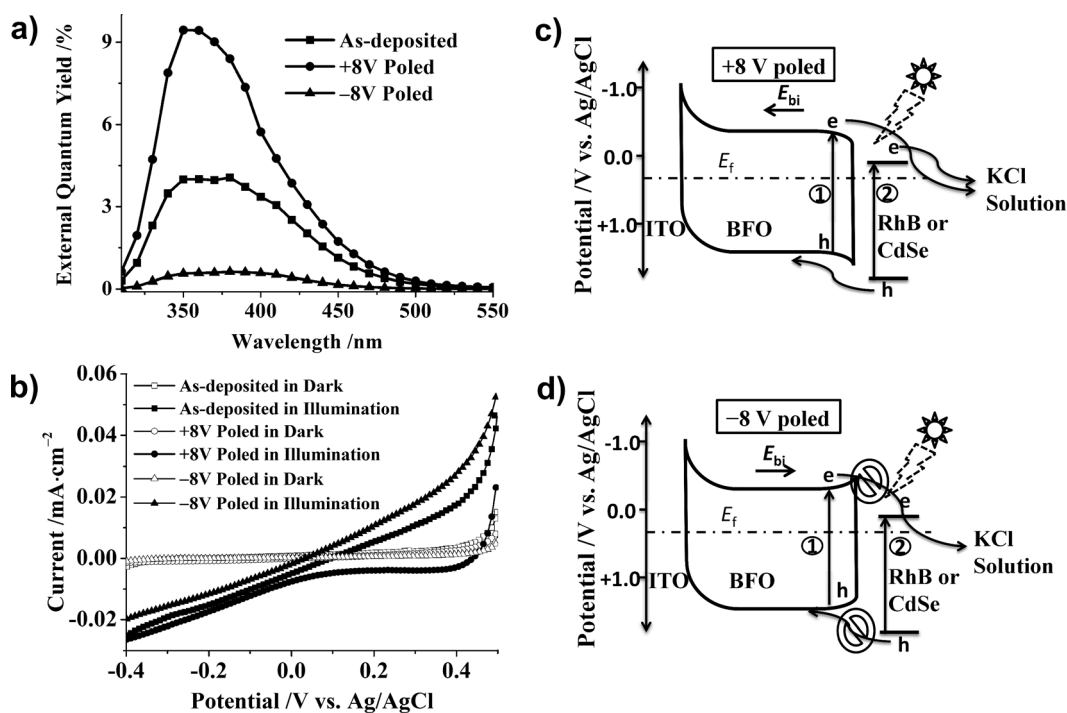 a)
External Quantum Yield /%
9
6
3
0
As-deposited
+8V Poled
−8V Poled
350
400
450
500
550
Wavelength /nm
b)
Current /mA·cm−2
0.06
0.04
0.02
0.00
-0.02
As-deposited in Dark
As-deposited in Illumination
+8V Poled in Dark
+8V Poled in Illumination
−8V Poled in Dark
−8V Poled in Illumination
-0.4
-0.2
0.0
0.2
0.4
Potential /V vs. Ag/AgCl
c)
Potential /V vs. Ag/AgCl
-1.0
0.0
+1.0
+8 V poled
Ebi
e
e
Ef
KCl
Solution
①
②
ITO
BFO
RhB or
CdSe
h
h
d)
Potential /V vs. Ag/AgCl
-1.0
0.0
+1.0
−8 V poled
Ebi
e
e
Ef
KCl
Solution
①
②
ITO
BFO
RhB or
CdSe
h
h